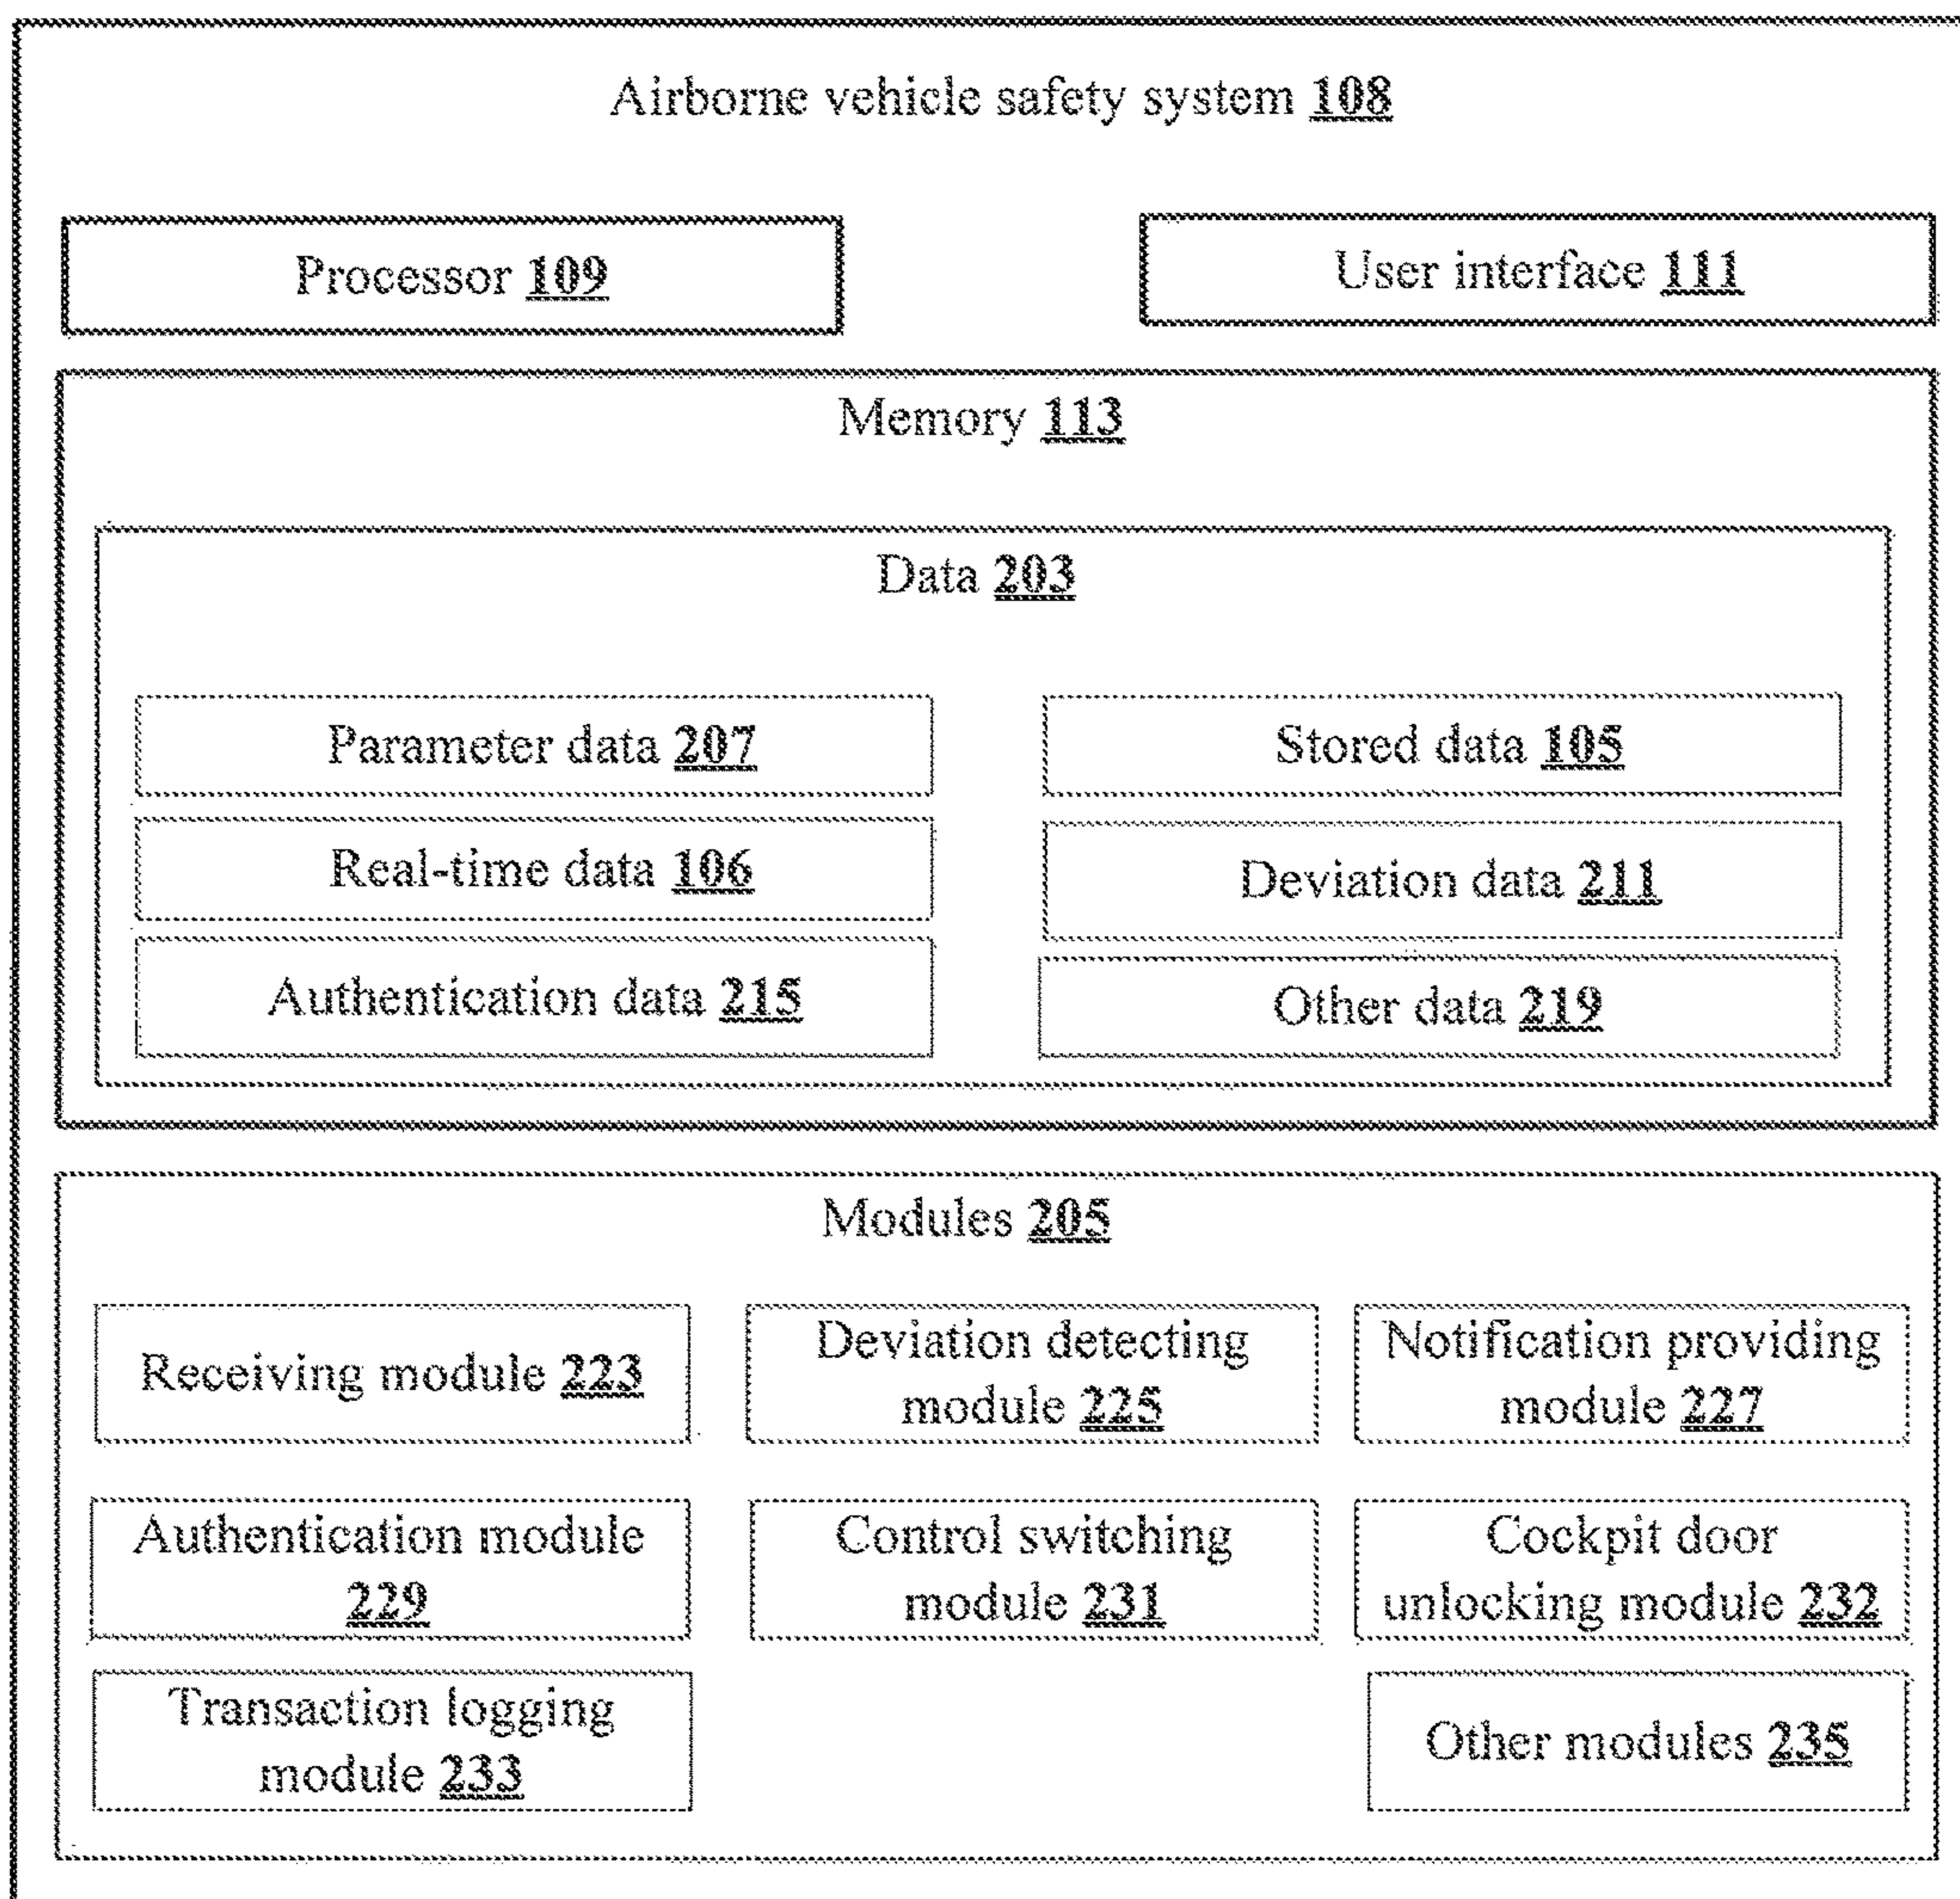 Airborne vehicle safety system 108
Processor 109
User interface 111
Memory 113
Data 203
Parameter data 207
Stored data 105
Real-time data 106
Deviation data 211
Authentication data 215
Other data 219
Modules 205
Receiving module 223
Deviation detecting
module 225
Notification providing
module 227
Authentication module
229
Control switching
module 231
Cockpit door
unlocking module 232
Transaction logging
module 233
Other modules 235